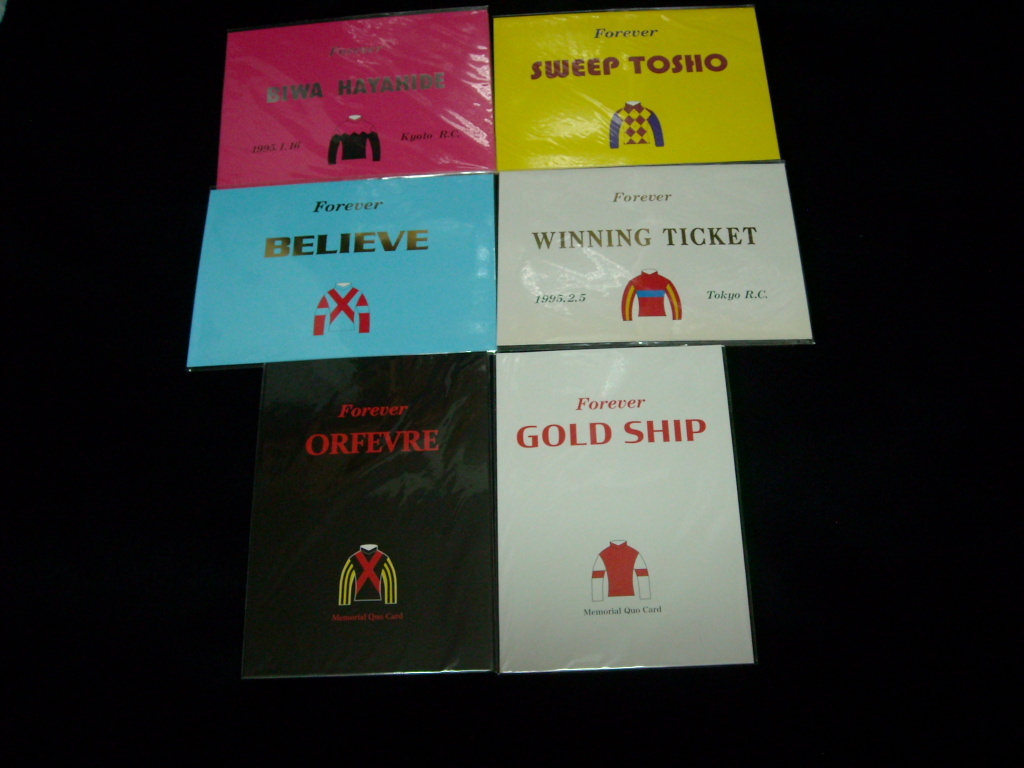 Forever
BIWA HAYAHIDE
1995.1.16
Kyoto R.C.
Forever
SWEEP TOSHO
Forever
BELIEVE
Forever
WINNING TICKET
1995.2.5
Tokyo R.C.
Forever
ORFEVRE
Memorial Quo Card
Forever
GOLD SHIP
Memorial Quo Card